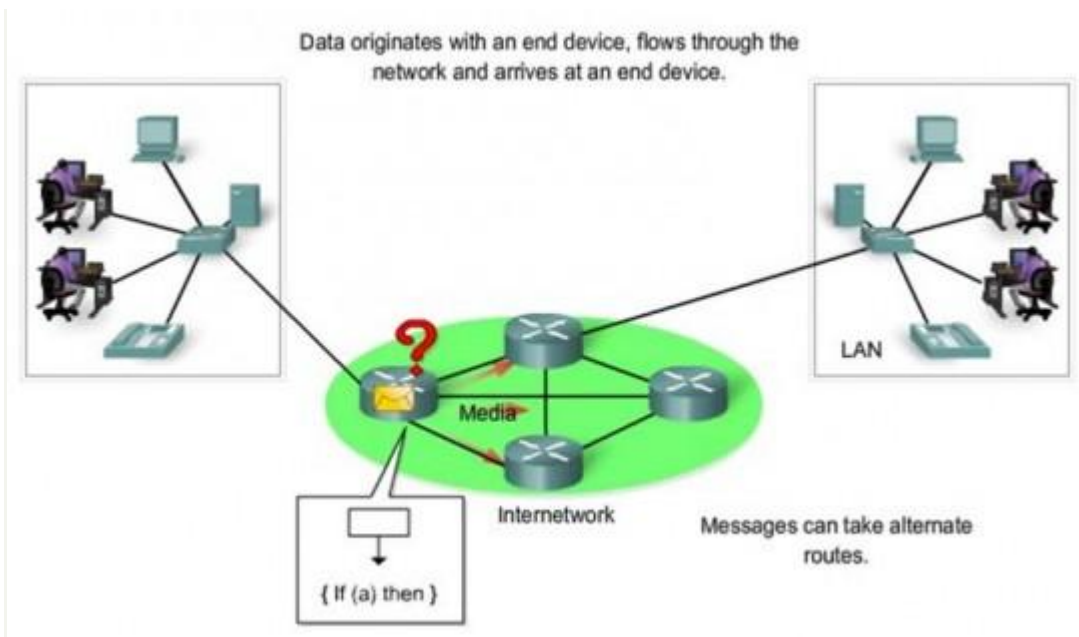 Data originates with an end device, flows through the
network and arrives at an end device.
LAN
?
Media
Internetwork
Messages can take alternate
routes.
{ If (a) then }